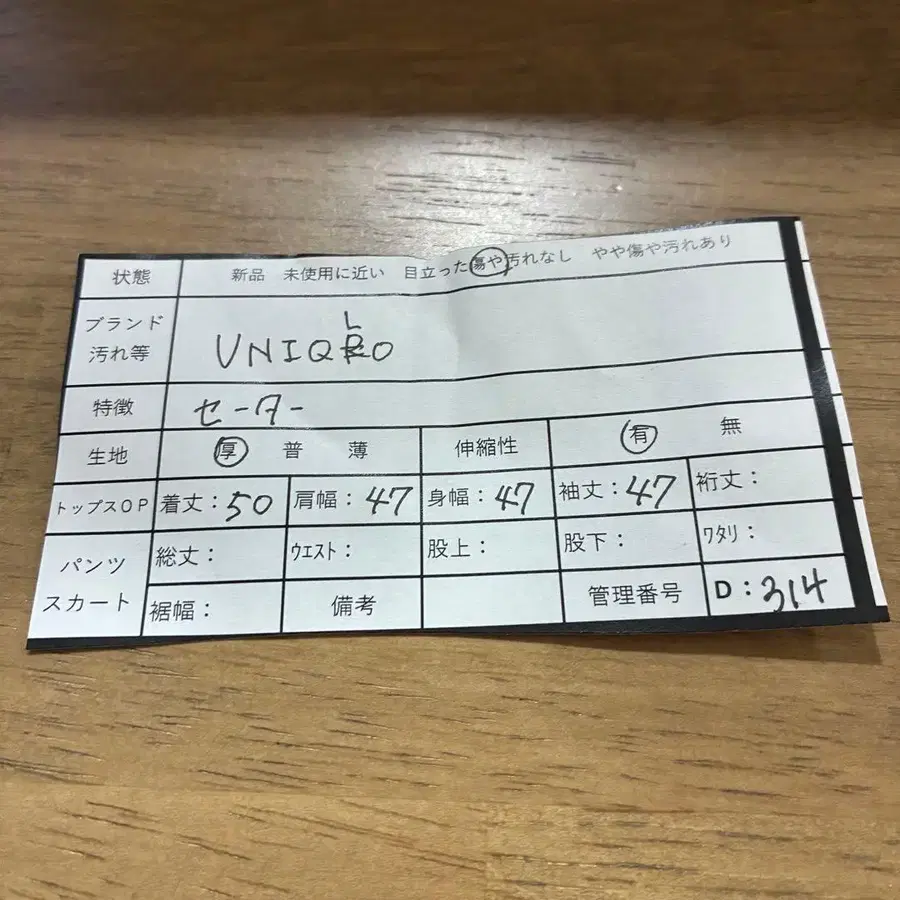 状態 新品 未使用に近い 目立った傷や汚れなし やや傷や汚れあり
ブランド
汚れ等 UNIQLO
特徴 セーター
生地 厚 普 薄 伸縮性 有 無
トップスOP 着丈：50 肩幅：47 身幅：47 袖丈：47 裄丈：
パンツ 総丈： ウエスト： 股上： 股下： ワタリ：
スカート 裾幅： 備考 管理番号 D：314